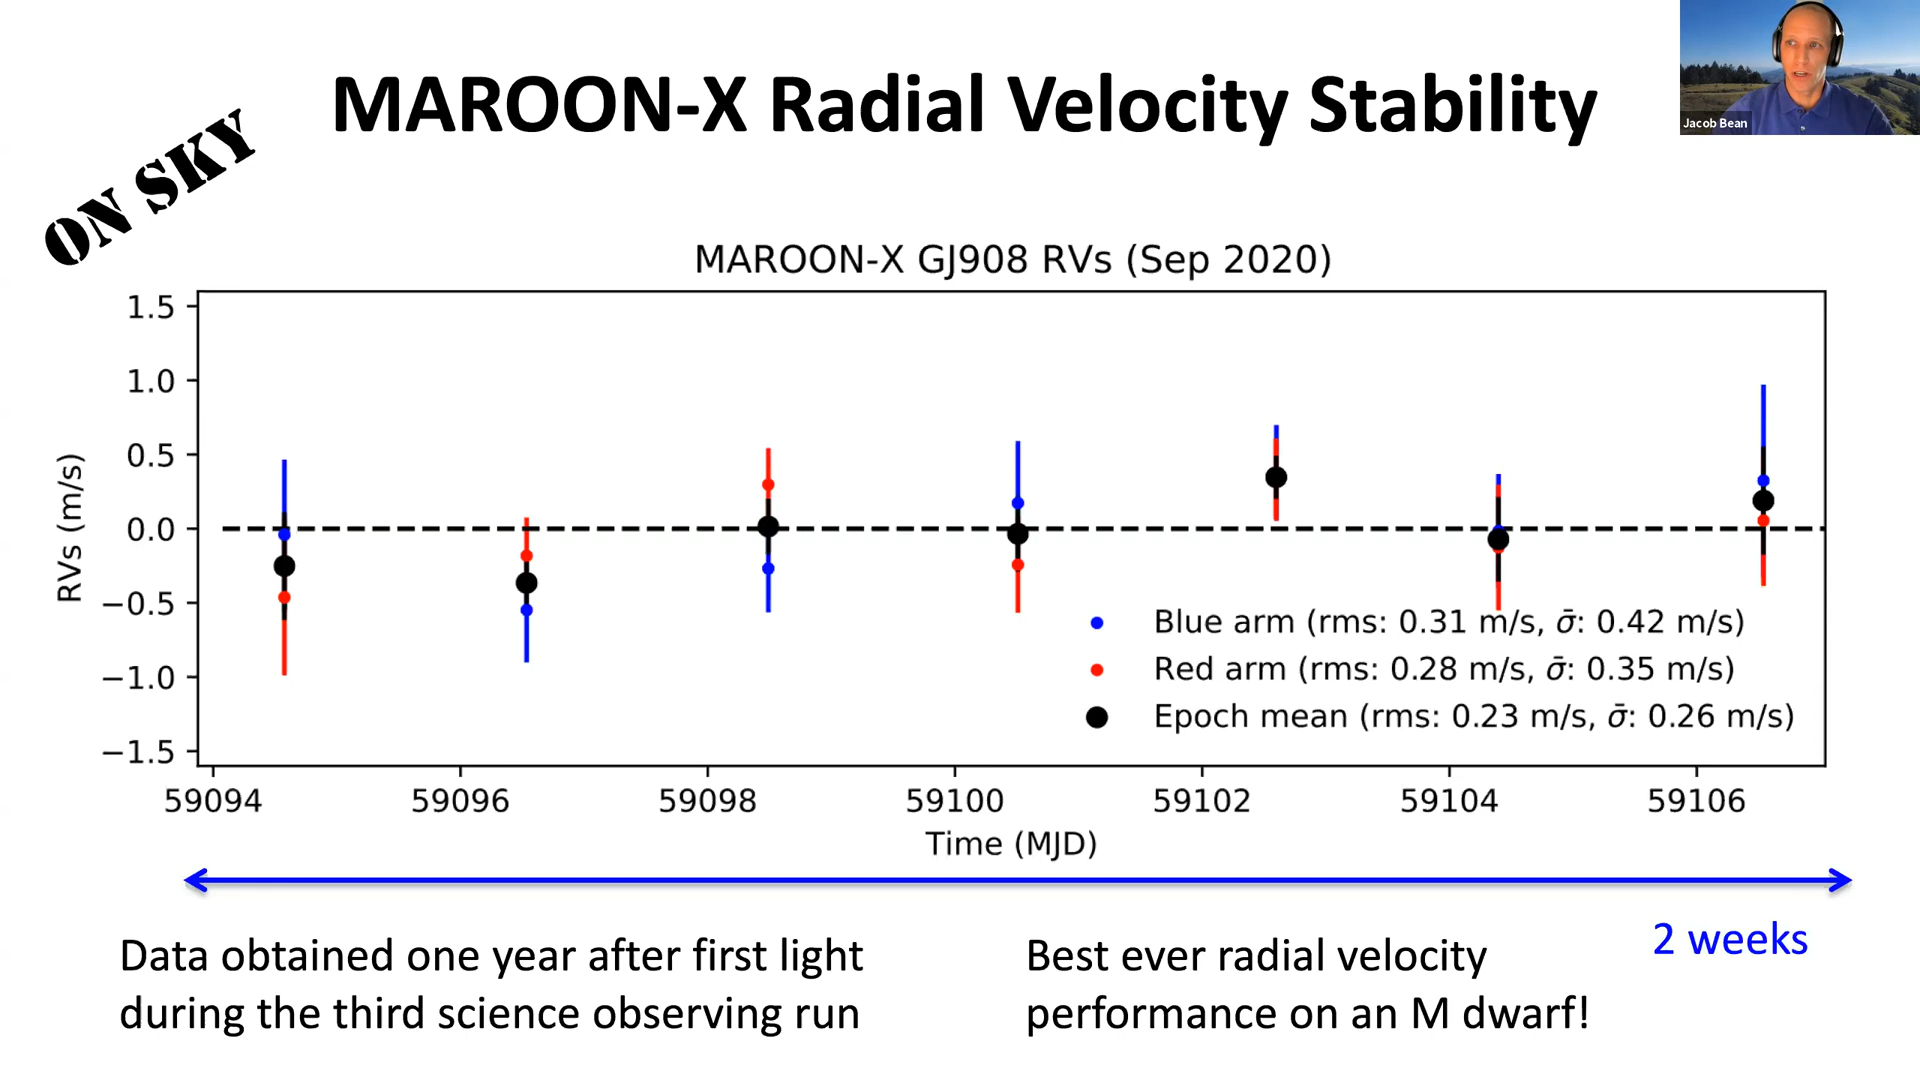 MAROON-X Radial Velocity Stability
Jacob Bean
ON SKY
MAROON-X GJ908 RVs (Sep 2020)
1.5
1.0
0.5
0.0
−0.5
−1.0
−1.5
RVs (m/s)
Blue arm (rms: 0.31 m/s, σ̄: 0.42 m/s)
Red arm (rms: 0.28 m/s, σ̄: 0.35 m/s)
Epoch mean (rms: 0.23 m/s, σ̄: 0.26 m/s)
59094 59096 59098 59100 59102 59104 59106
Time (MJD)
2 weeks
Data obtained one year after first light
during the third science observing run
Best ever radial velocity
performance on an M dwarf!